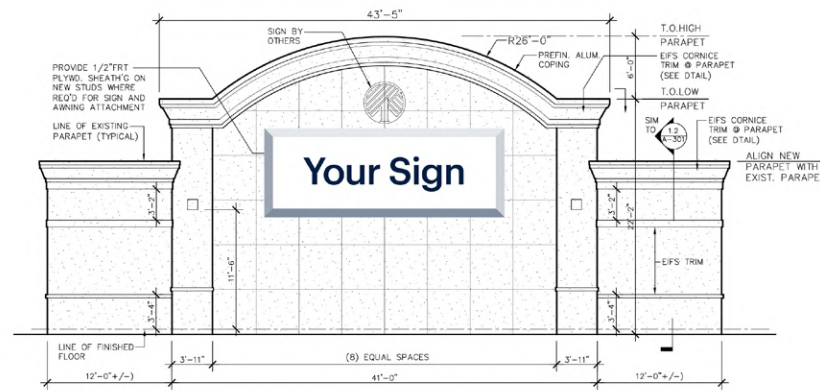 43'-5"
SIGN BY
OTHERS
R26'-0"
PREFIN. ALUM.
COPING
T.O.HIGH
PARAPET
EIFS CORNICE
TRIM @ PARAPET
(SEE DTAIL)
6'-0"
T.O.LOW
PARAPET
PROVIDE 1/2"FRT
PLYWD. SHEATH'G ON
NEW STUDS WHERE
REQ'D FOR SIGN AND
AWNING ATTACHMENT
LINE OF EXISTING
PARAPET (TYPICAL)
SIM
TO
1.2
A-301
EIFS CORNICE
TRIM @ PARAPET
(SEE DTAIL)
ALIGN NEW
PARAPET WITH
EXIST. PARAPE
Your Sign
3'-2"
3'-2"
22'-2"
11'-6"
EIFS TRIM
3'-4"
3'-4"
LINE OF FINISHED
FLOOR
3'-11"
(8) EQUAL SPACES
3'-11"
12'-0"+/-)
41'-0"
12'-0"+/-)